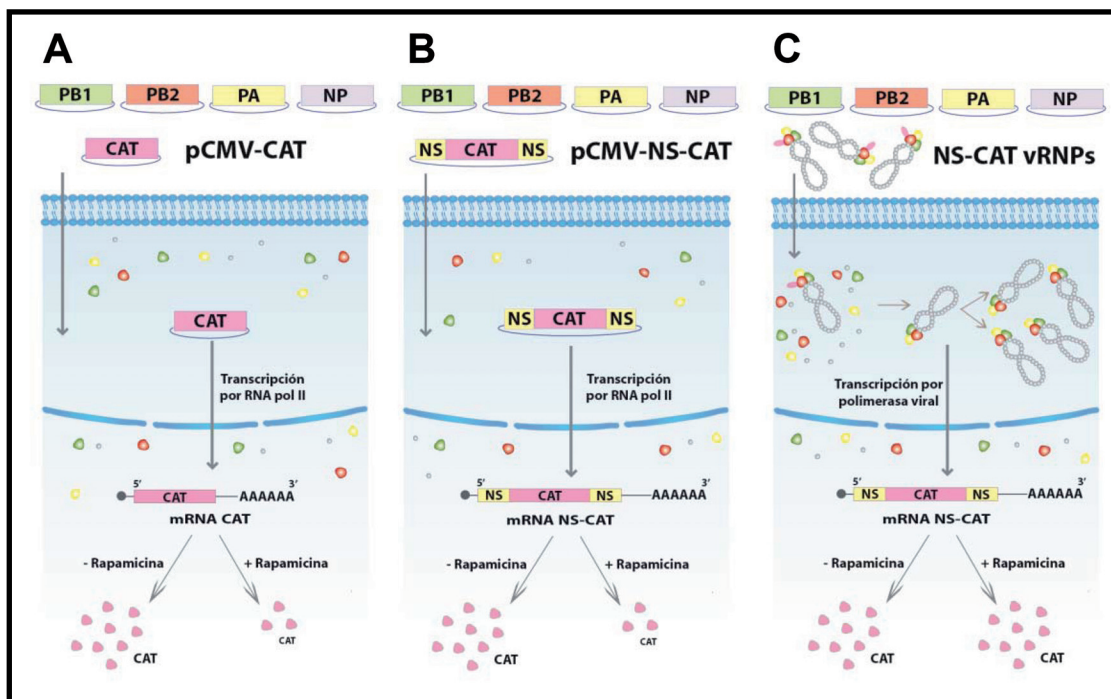 A
PB1 PB2 PA NP
CAT pCMV-CAT
CAT
Transcripción
por RNA pol II
5' 3'
CAT AAAAAA
mRNA CAT
- Rapamicina + Rapamicina
CAT CAT
B
PB1 PB2 PA NP
NS CAT NS pCMV-NS-CAT
NS CAT NS
Transcripción
por RNA pol II
5' 3'
NS CAT NS AAAAAA
mRNA NS-CAT
- Rapamicina + Rapamicina
CAT CAT
C
PB1 PB2 PA NP
NS-CAT vRNPs
Transcripción por
polimerasa viral
5' 3'
NS CAT NS AAAAAA
mRNA NS-CAT
- Rapamicina + Rapamicina
CAT CAT